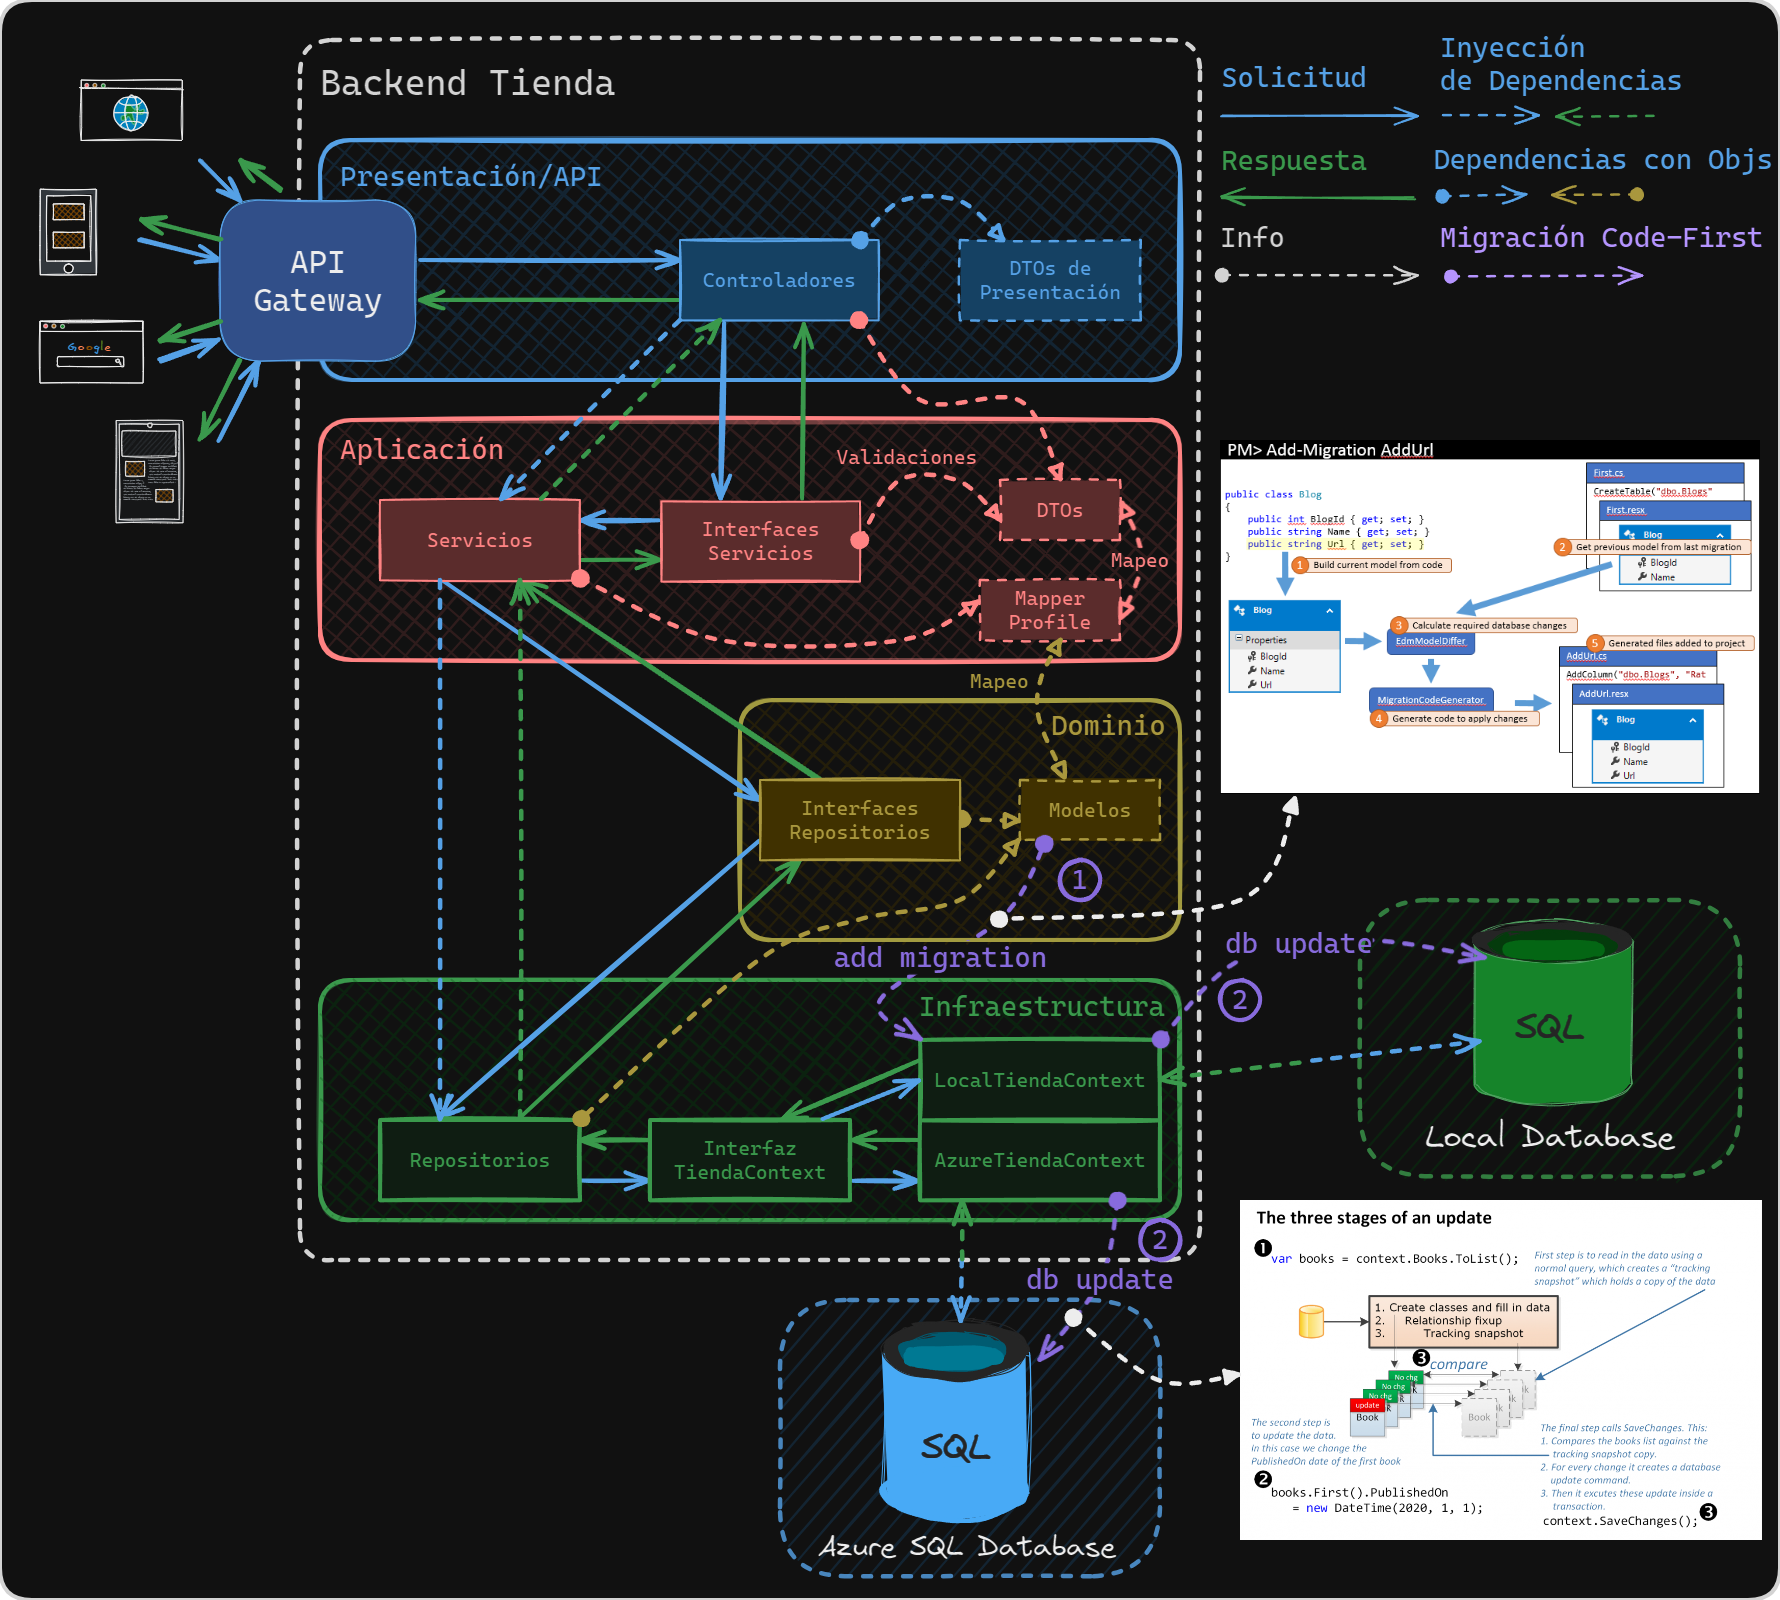 Backend Tienda
Solicitud
Inyección
de Dependencias
Respuesta
Dependencias con Objs
Info
Migración Code-First
Presentación/API
API
Gateway
Controladores
DTOs de
Presentación
Google
Aplicación
Validaciones
Servicios
Interfaces
Servicios
DTOs
Mapeo
Mapper
Profile
Mapeo
Dominio
Interfaces
Repositorios
Modelos
1
add migration
db update
2
Infraestructura
LocalTiendaContext
Repositorios
Interfaz
TiendaContext
AzureTiendaContext
2
db update
SQL
Local Database
SQL
Azure SQL Database
PM> Add-Migration AddUrl
public class Blog
{
public int BlogId { get; set; }
public string Name { get; set; }
public string Url { get; set; }
}
1 Build current model from code
First.cs
CreateTable("dbo.Blogs"
First.resx
Blog
2 Get previous model from last migration
BlogId
Name
Blog
Properties
BlogId
Name
Url
3 Calculate required database changes
EdmModelDiffer
MigrationCodeGenerator
4 Generate code to apply changes
5 Generated files added to project
AddUrl.cs
AddColumn("dbo.Blogs", "Rat
AddUrl.resx
Blog
BlogId
Name
Url
The three stages of an update
1
var books = context.Books.ToList();
First step is to read in the data using a
normal query, which creates a "tracking
snapshot" which holds a copy of the data
1. Create classes and fill in data
2. Relationship fixup
3. Tracking snapshot
3 compare
No chg
No chg
No chg
update
Book
Book
The second step is
to update the data.
In this case we change the
PublishedOn date of the first book
2
books.First().PublishedOn
= new DateTime(2020, 1, 1);
The final step calls SaveChanges. This:
1. Compares the books list against the
tracking snapshot copy.
2. For every change it creates a database
update command.
3. Then it excutes these update inside a
transaction.
context.SaveChanges(); 3